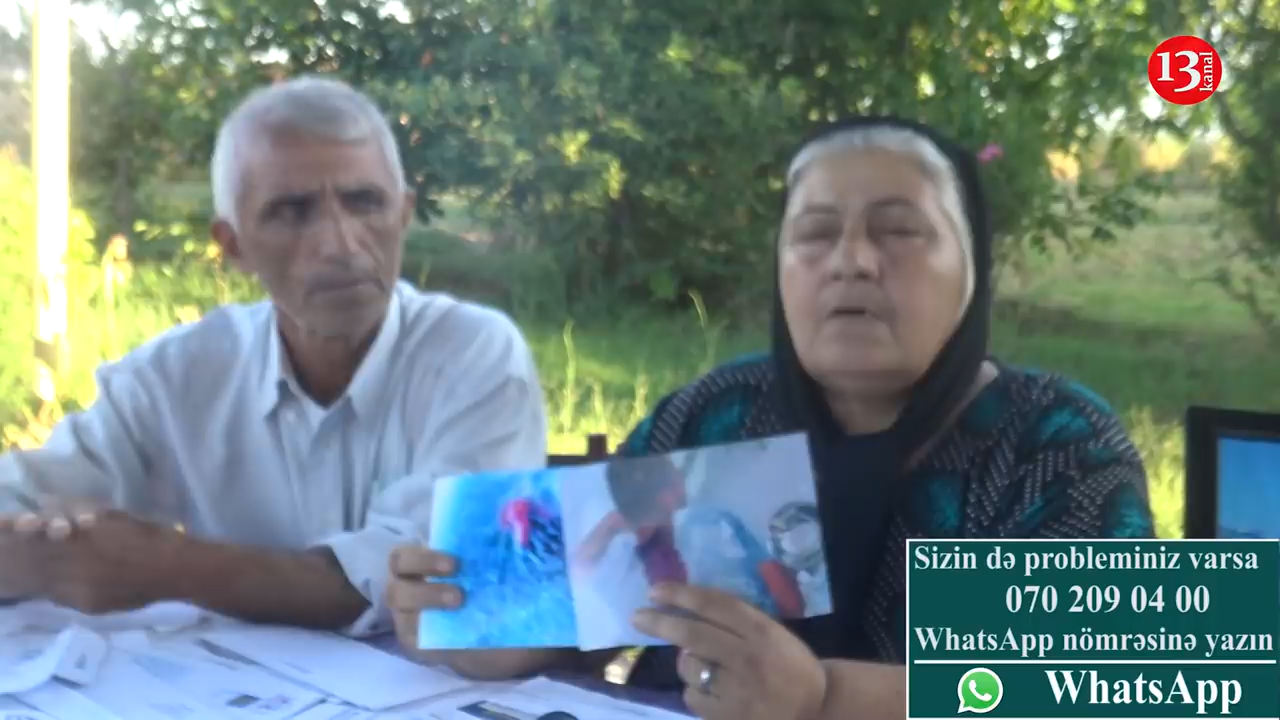 13
kanal
Sizin də probleminiz varsa
070 209 04 00
WhatsApp nömrəsinə yazın
WhatsApp